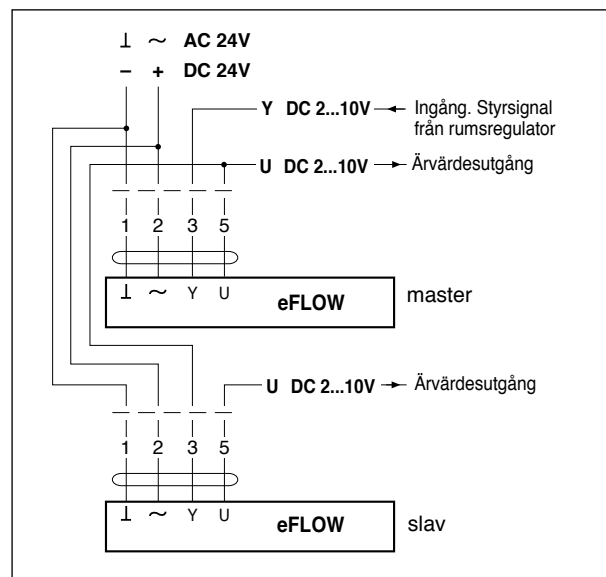 ⊥ ~ AC 24V
− + DC 24V
Y DC 2...10V Ingång. Styrsignal
från rumsregulator
U DC 2...10V Ärvärdesutgång
1 2 3 5
⊥ ~ Y U eFLOW master
U DC 2...10V Ärvärdesutgång
1 2 3 5
⊥ ~ Y U eFLOW slav